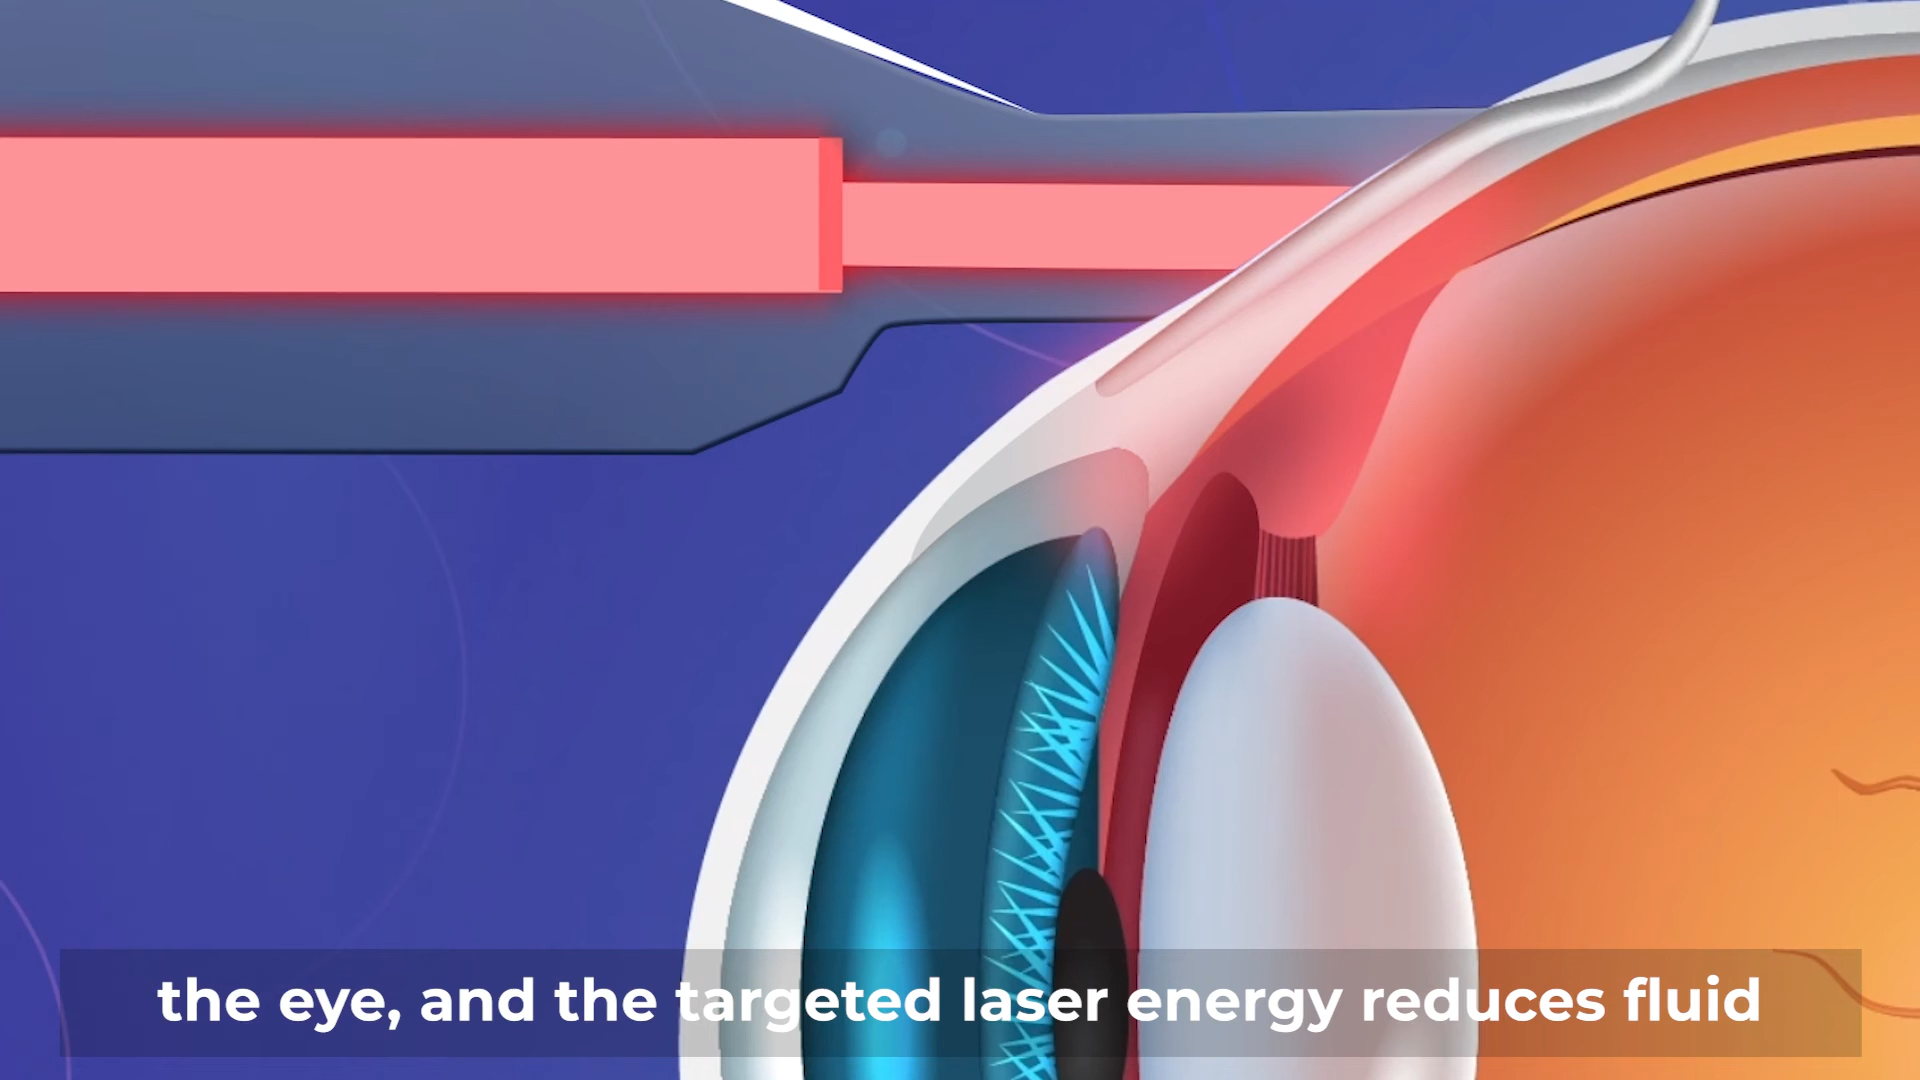 the eye, and the targeted laser energy reduces fluid